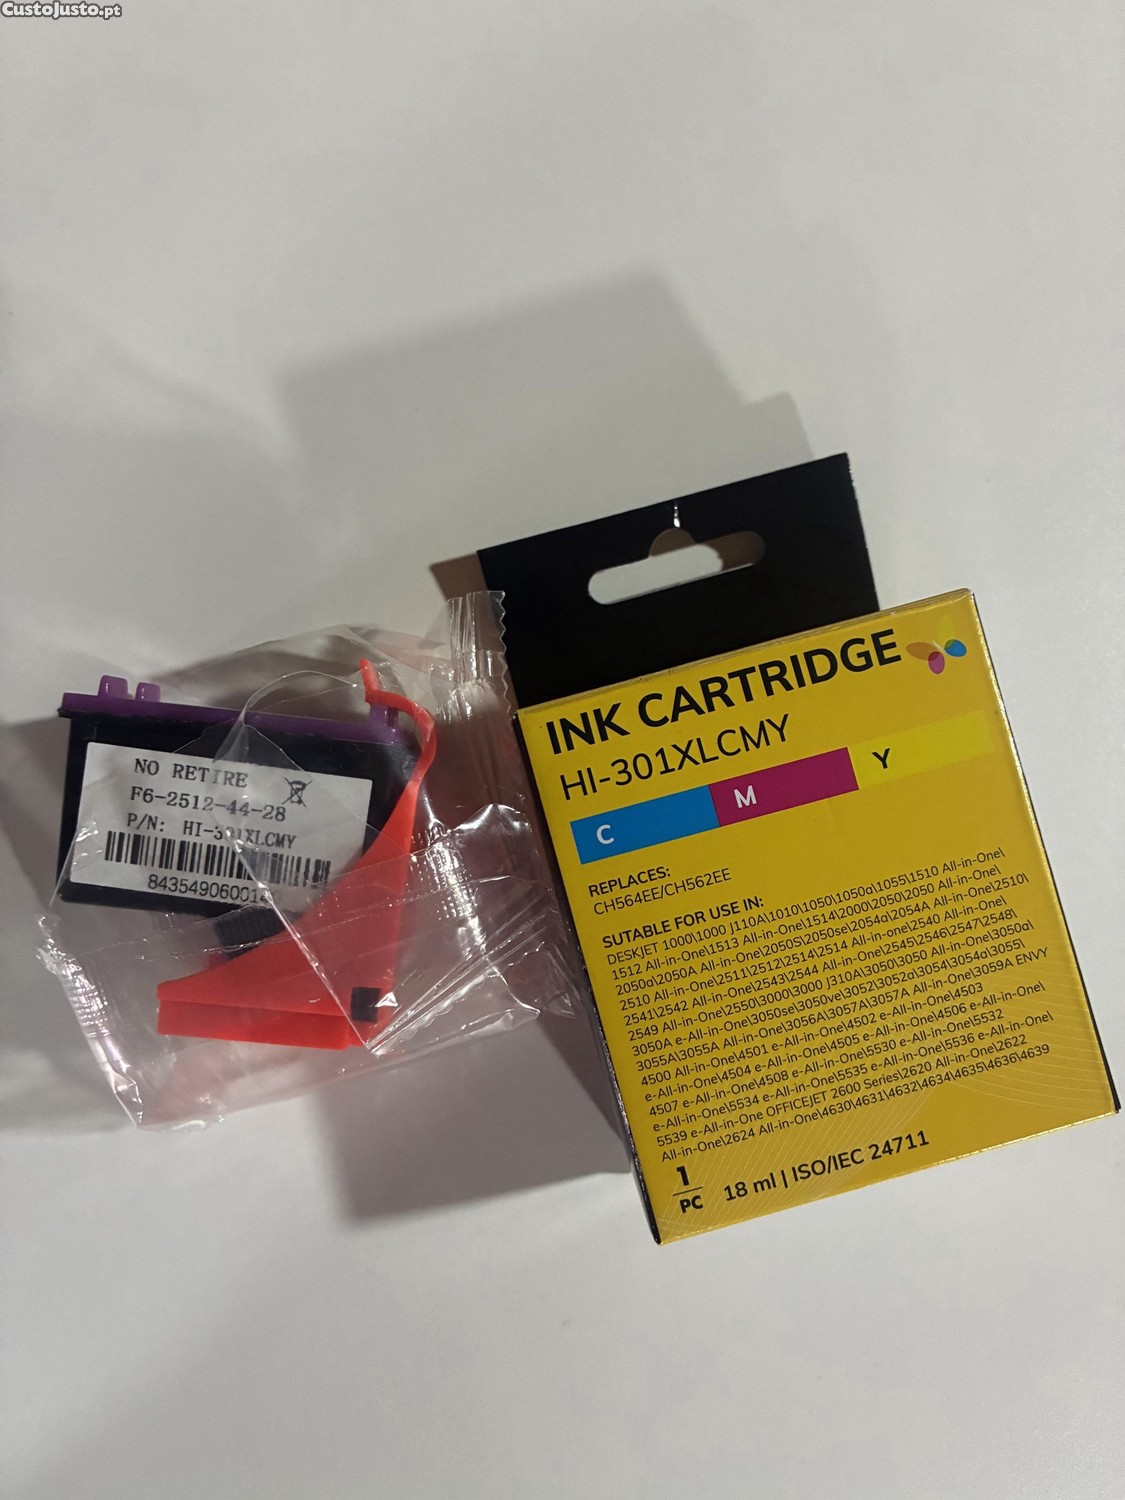 CustoJusto.pt
NO RETIRE
F6-2512-44-28
P/N: HI-301XLCMY
843549060014
INK CARTRIDGE
HI-301XLCMY
C
M
Y
REPLACES:
CH564EE/CH562EE
SUITABLE FOR USE IN:
DESKJET 1000\1000 J110A\1010\1050\1050a\1055\1510 All-in-One\
1512 All-in-One\1513 All-in-One\1514\2000\2050\2050 All-in-One\
2050a\2050A All-in-One\2050S\2050se\2054a\2054A All-in-One\2510\
2510 All-in-One\2511\2512\2514\2514 All-in-one\2540 All-in-One\
2541\2542 All-in-One\2543\2544 All-in-One\2545\2546\2547\2548\
2549 All-in-One\2550\3000\3000 J310A\3050\3050 All-in-One\3050a\
3050A e-All-in-One\3050se\3050ve\3052\3052a\3054\3054a\3055\
3055A\3055A All-in-One\3056A\3057A\3057A All-in-One\3059A ENVY
4500 All-in-One\4501 e-All-in-One\4502 e-All-in-One\4503
e-All-in-One\4504 e-All-in-One\4505 e-All-in-One\4506 e-All-in-One\
4507 e-All-in-One\4508 e-All-in-One\5530 e-All-in-One\5532
e-All-in-One\5534 e-All-in-One\5535 e-All-in-One\5536 e-All-in-One\
5539 e-All-in-One OFFICEJET 2600 Series\2620 All-in-One\2622
All-in-One\2624 All-in-One\4630\4631\4632\4634\4635\4636\4639
1
PC
18 ml | ISO/IEC 24711